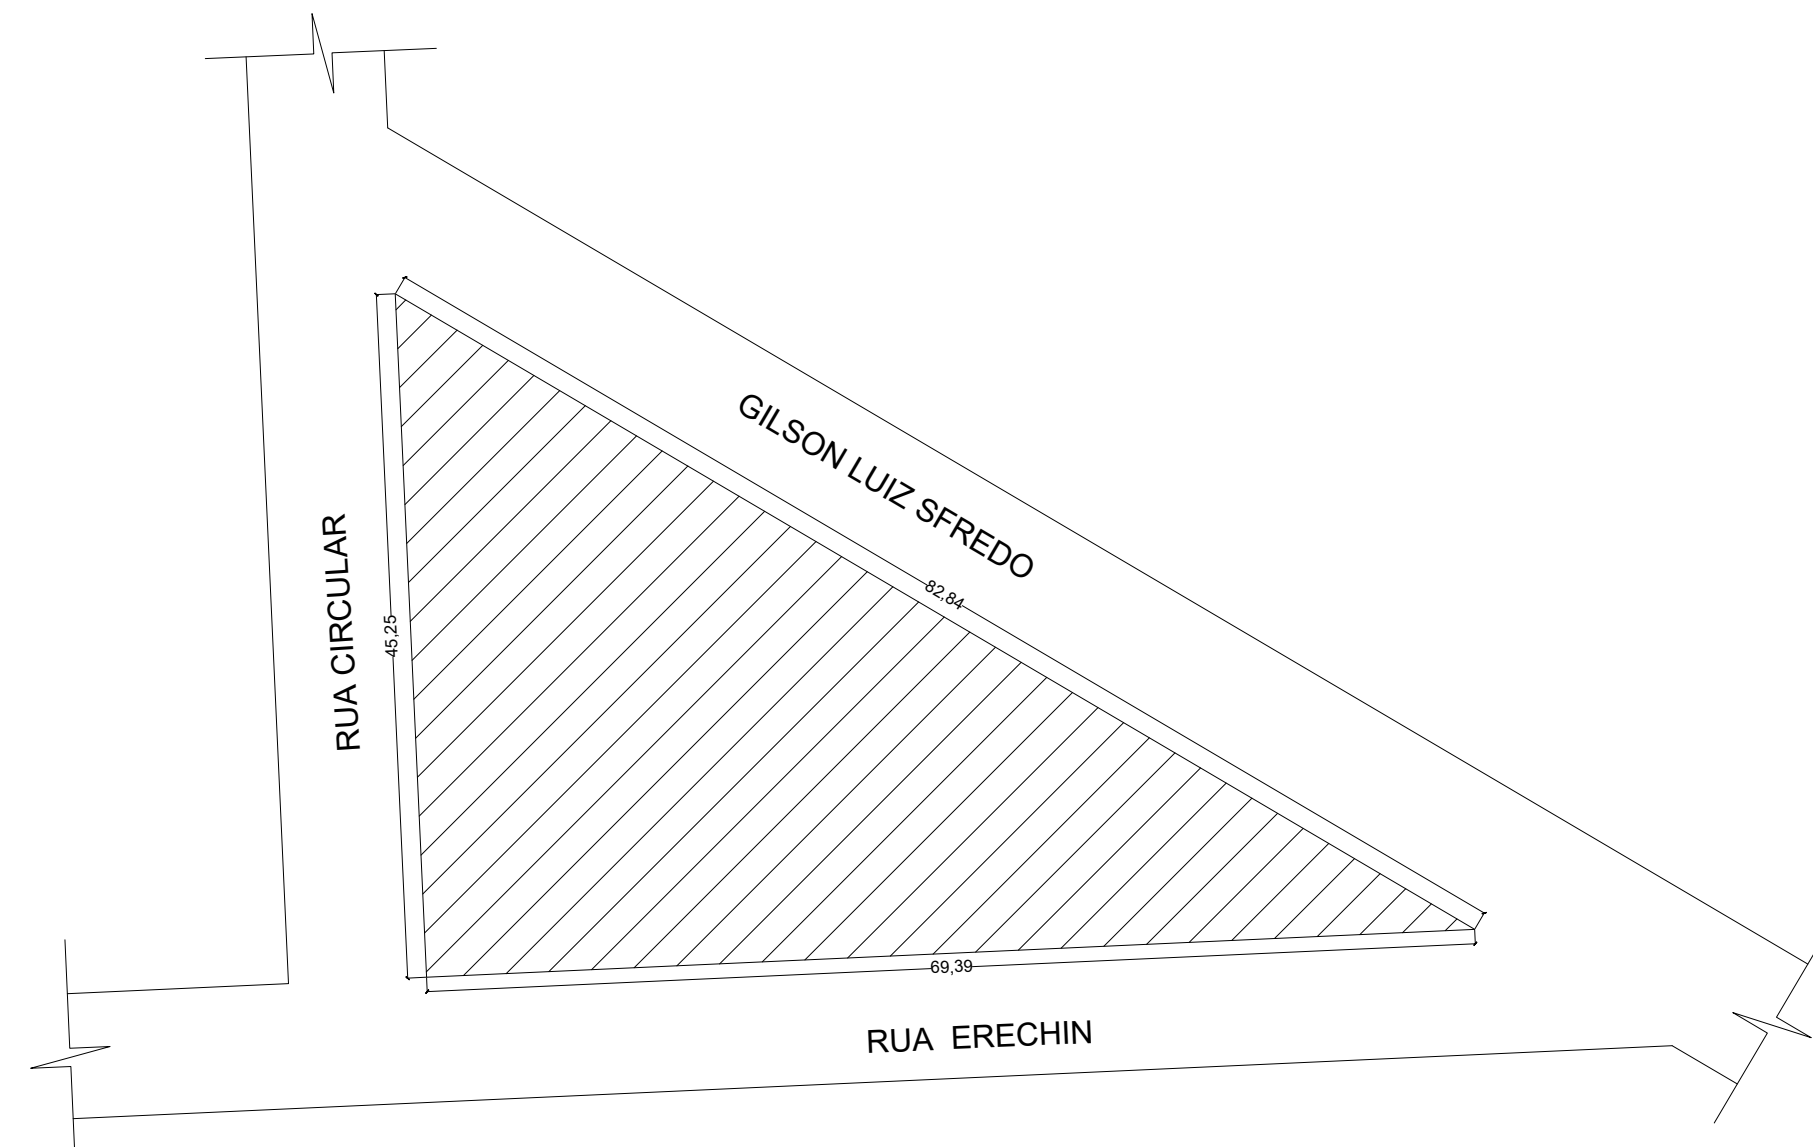 GILSON LUIZ SFREDO
82,84
RUA CIRCULAR
45,25
69,39
RUA ERECHIN